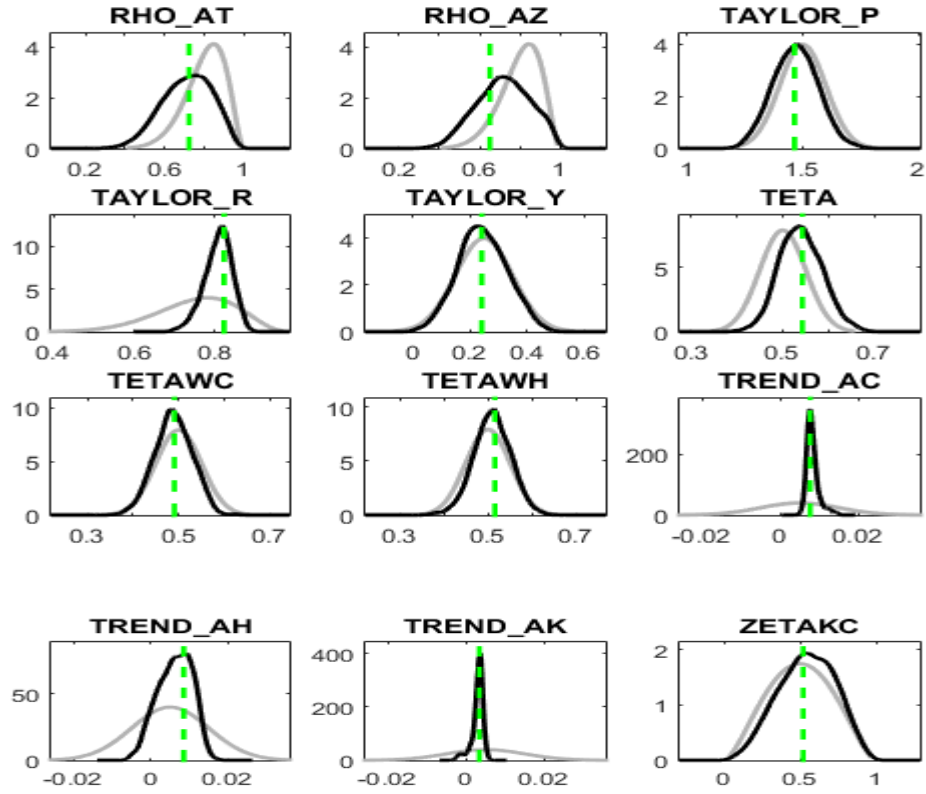 RHO_AT RHO_AZ TAYLOR_P
4 4 4
2 2 2
0 0 0
0.2 0.6 1 0.2 0.6 1 1 1.5 2
TAYLOR_R TAYLOR_Y TETA
10 4
5 2 5
0 0 0
0.4 0.6 0.8 0 0.2 0.4 0.6 0.3 0.5 0.7
TETAWC TETAWH TREND_AC
10 10
5 5 200
0 0 0
0.3 0.5 0.7 0.3 0.5 0.7 -0.02 0 0.02
TREND_AH TREND_AK ZETAKC
400 2
50 200 1
0 0 0
-0.02 0 0.02 -0.02 0 0.02 0 0.5 1